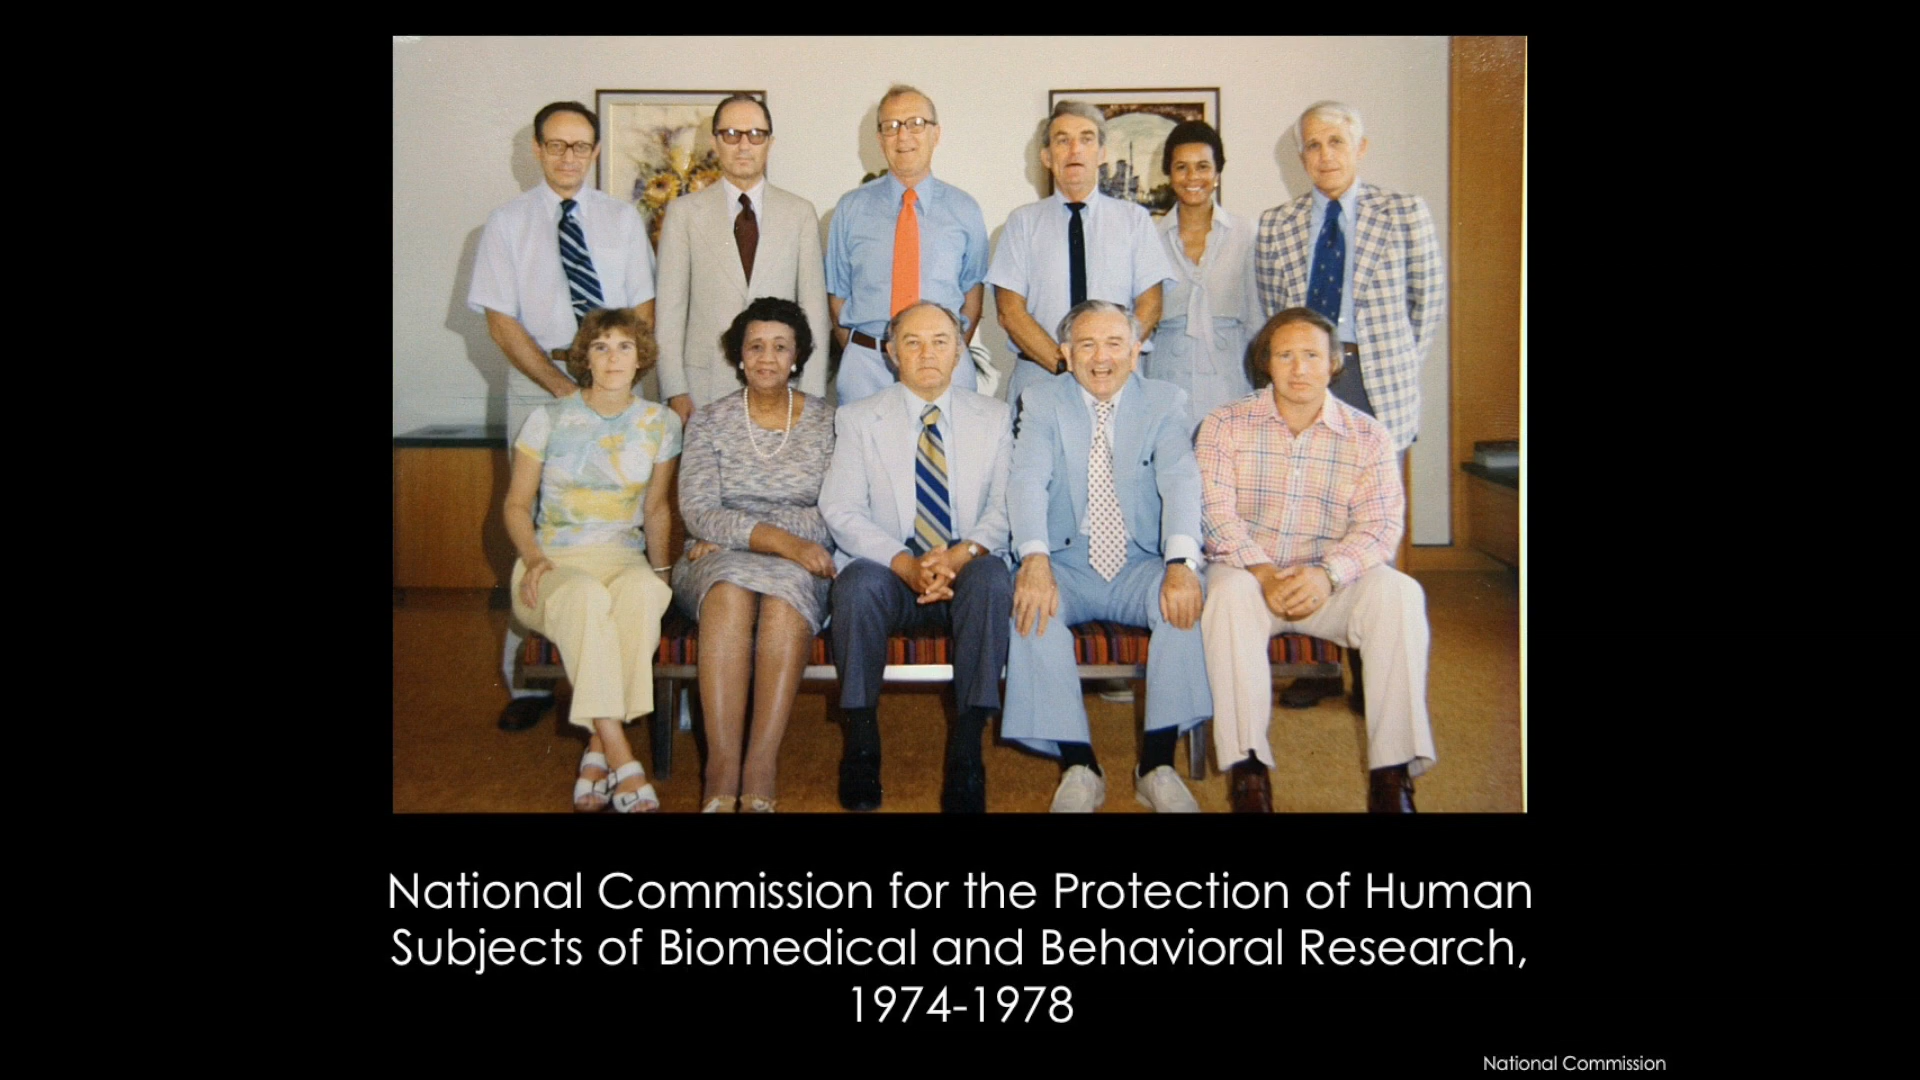 National Commission for the Protection of Human
Subjects of Biomedical and Behavioral Research,
1974-1978
National Commission